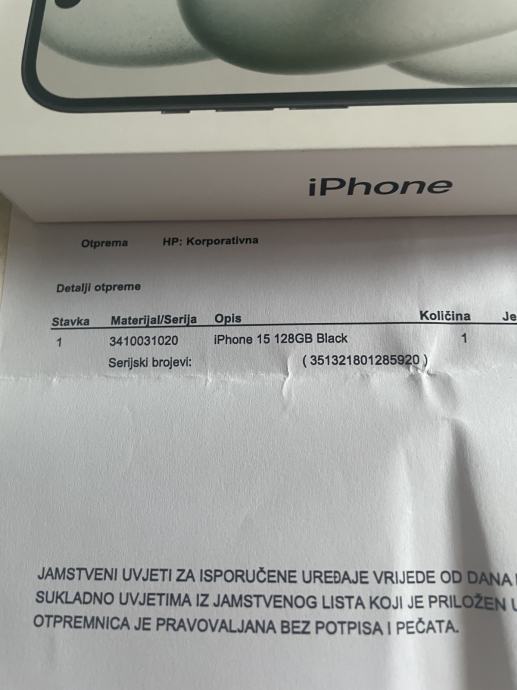 iPhone
Otprema HP: Korporativna
Detalji otpreme
Stavka Materijal/Serija Opis Količina Je
1 3410031020 iPhone 15 128GB Black 1
Serijski brojevi: ( 351321801285920 )
JAMSTVENI UVJETI ZA ISPORUČENE UREĐAJE VRIJEDE OD DANA
SUKLADNO UVJETIMA IZ JAMSTVENOG LISTA KOJI JE PRILOŽEN U
OTPREMNICA JE PRAVOVALJANA BEZ POTPISA I PEČATA.